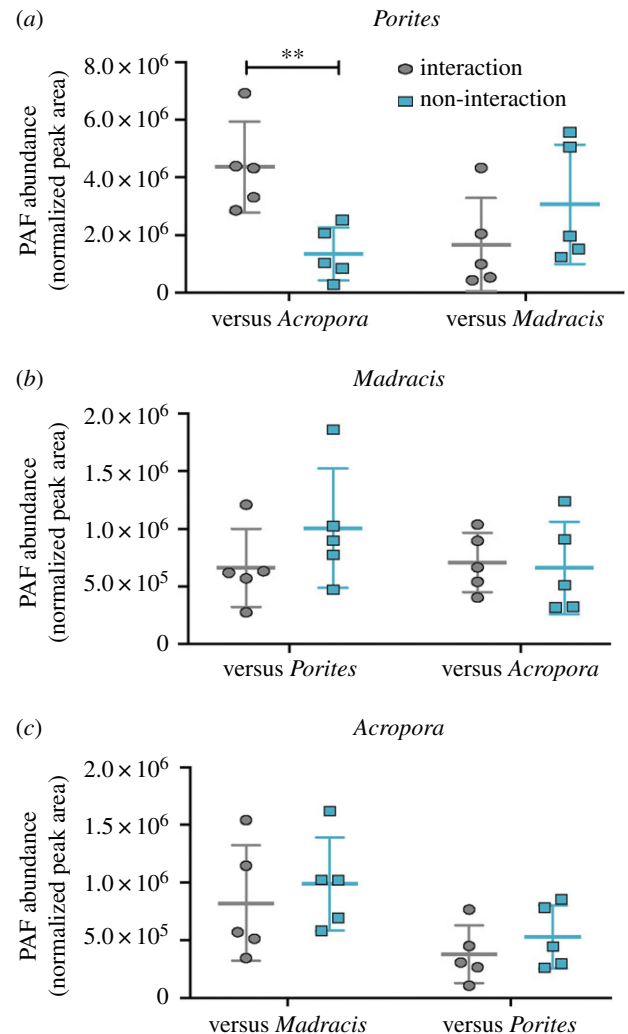 (a) Porites
PAF abundance
(normalized peak area)
8.0 × 10⁶
6.0 × 10⁶
4.0 × 10⁶
2.0 × 10⁶
0
**
interaction
non-interaction
versus Acropora versus Madracis
(b) Madracis
PAF abundance
(normalized peak area)
2.0 × 10⁶
1.5 × 10⁶
1.0 × 10⁶
5.0 × 10⁵
0
versus Porites versus Acropora
(c) Acropora
PAF abundance
(normalized peak area)
2.0 × 10⁶
1.5 × 10⁶
1.0 × 10⁶
5.0 × 10⁵
0
versus Madracis versus Porites